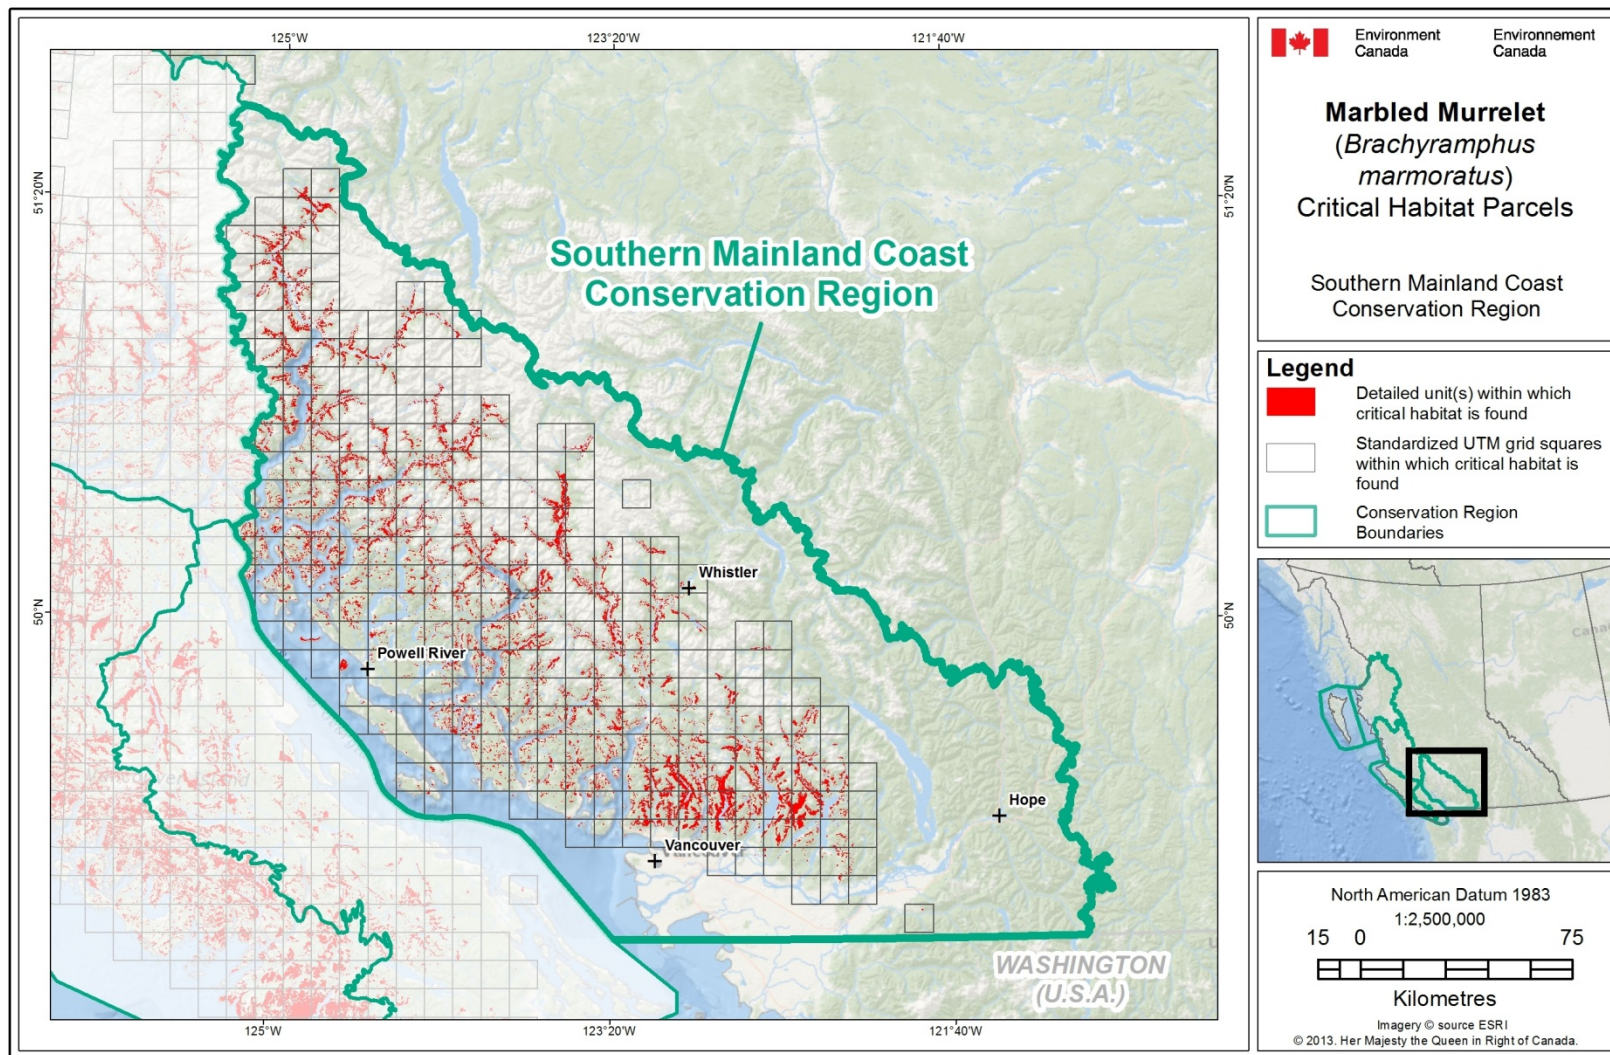 125°W
123°20'W
121°40'W
51°20'N
51°20'N
Southern Mainland Coast
Conservation Region
Whistler
50°N
50°N
Powell River
Hope
Vancouver
WASHINGTON
(U.S.A.)
125°W
123°20'W
121°40'W
Environment
Canada
Environnement
Canada
Marbled Murrelet
(Brachyramphus
marmoratus)
Critical Habitat Parcels
Southern Mainland Coast
Conservation Region
Legend
Detailed unit(s) within which
critical habitat is found
Standardized UTM grid squares
within which critical habitat is
found
Conservation Region
Boundaries
North American Datum 1983
1:2,500,000
15 0 75
Kilometres
Imagery © source ESRI
© 2013. Her Majesty the Queen in Right of Canada.